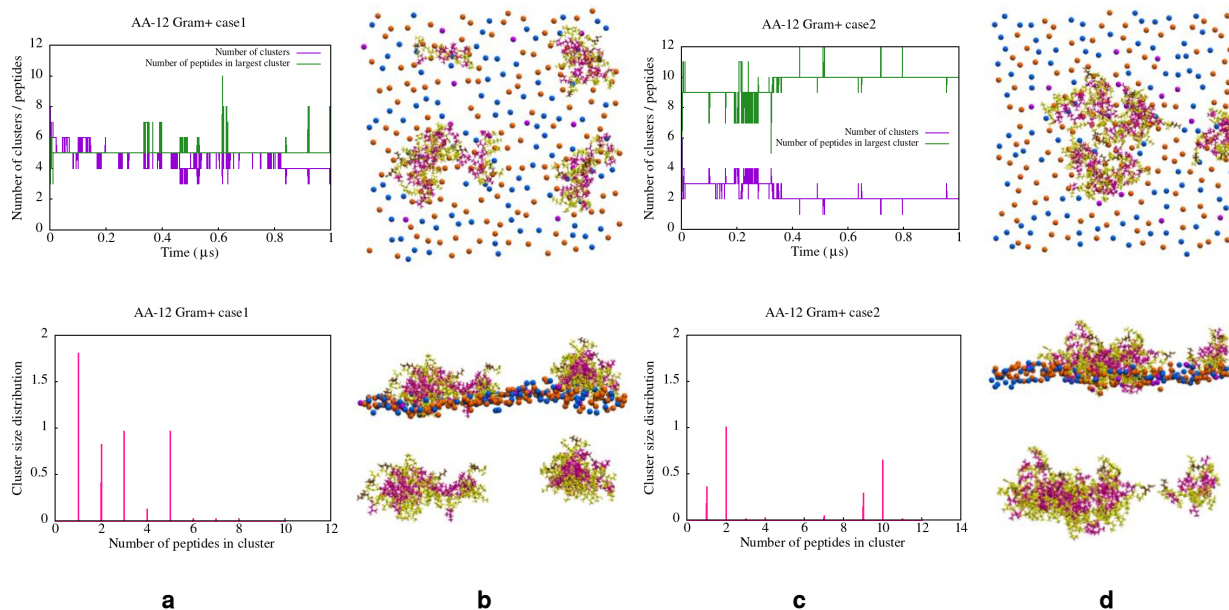 AA-12 Gram+ case1
Number of clusters / peptides
12
10
8
6
4
2
0
Number of clusters
Number of peptides in largest cluster
0 0.2 0.4 0.6 0.8 1
Time (μs)
AA-12 Gram+ case2
Number of clusters / peptides
12
10
8
6
4
2
0
Number of clusters
Number of peptides in largest cluster
0 0.2 0.4 0.6 0.8 1
Time (μs)
AA-12 Gram+ case1
Cluster size distribution
2
1.5
1
0.5
0
0 2 4 6 8 10 12
Number of peptides in cluster
AA-12 Gram+ case2
Cluster size distribution
2
1.5
1
0.5
0
0 2 4 6 8 10 12 14
Number of peptides in cluster
a b c d